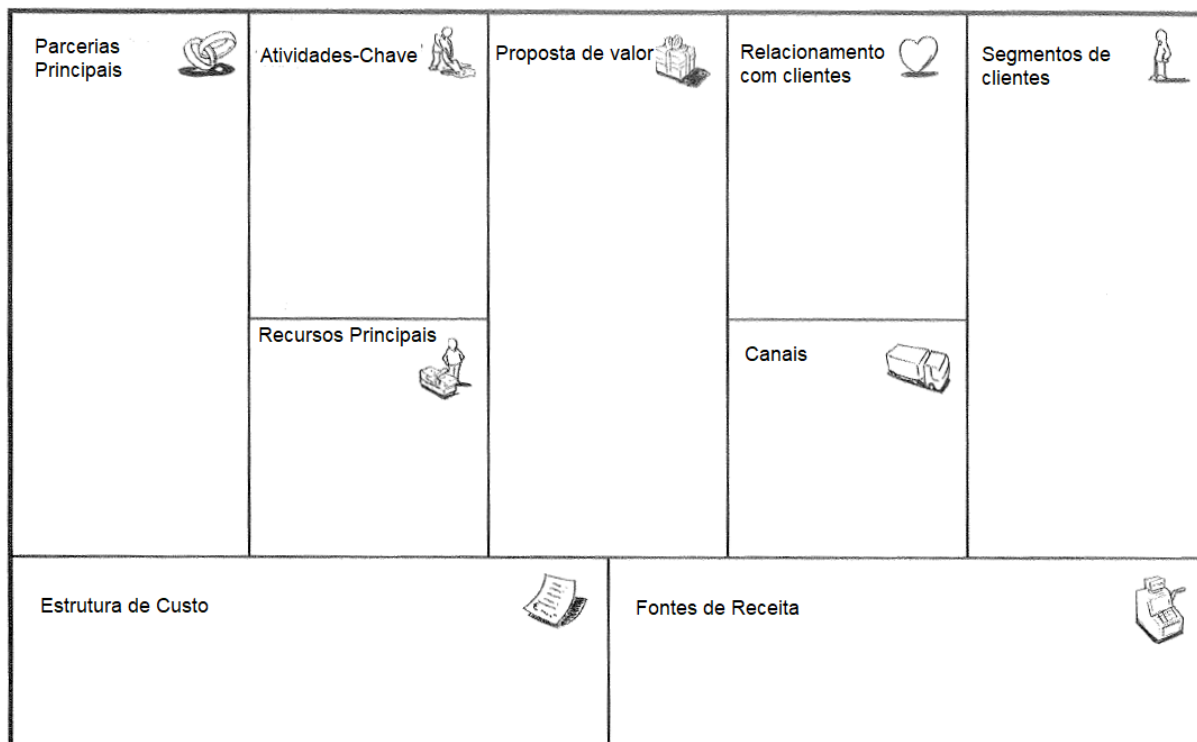 Parcerias
Principais
Atividades-Chave
Proposta de valor
Relacionamento
com clientes
Segmentos de
clientes
Recursos Principais
Canais
Estrutura de Custo
Fontes de Receita